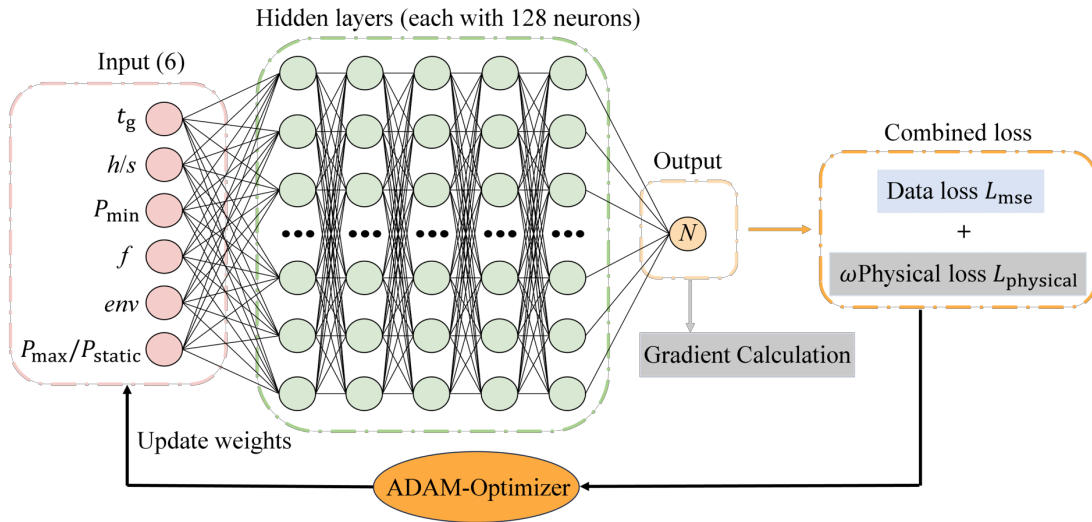 Hidden layers (each with 128 neurons)
Input (6)
t_g
h/s
P_min
f
env
P_max/P_static
••• ••• ••• ••• •••
Output
N
Gradient Calculation
Combined loss
Data loss L_mse
+
ωPhysical loss L_physical
Update weights
ADAM-Optimizer